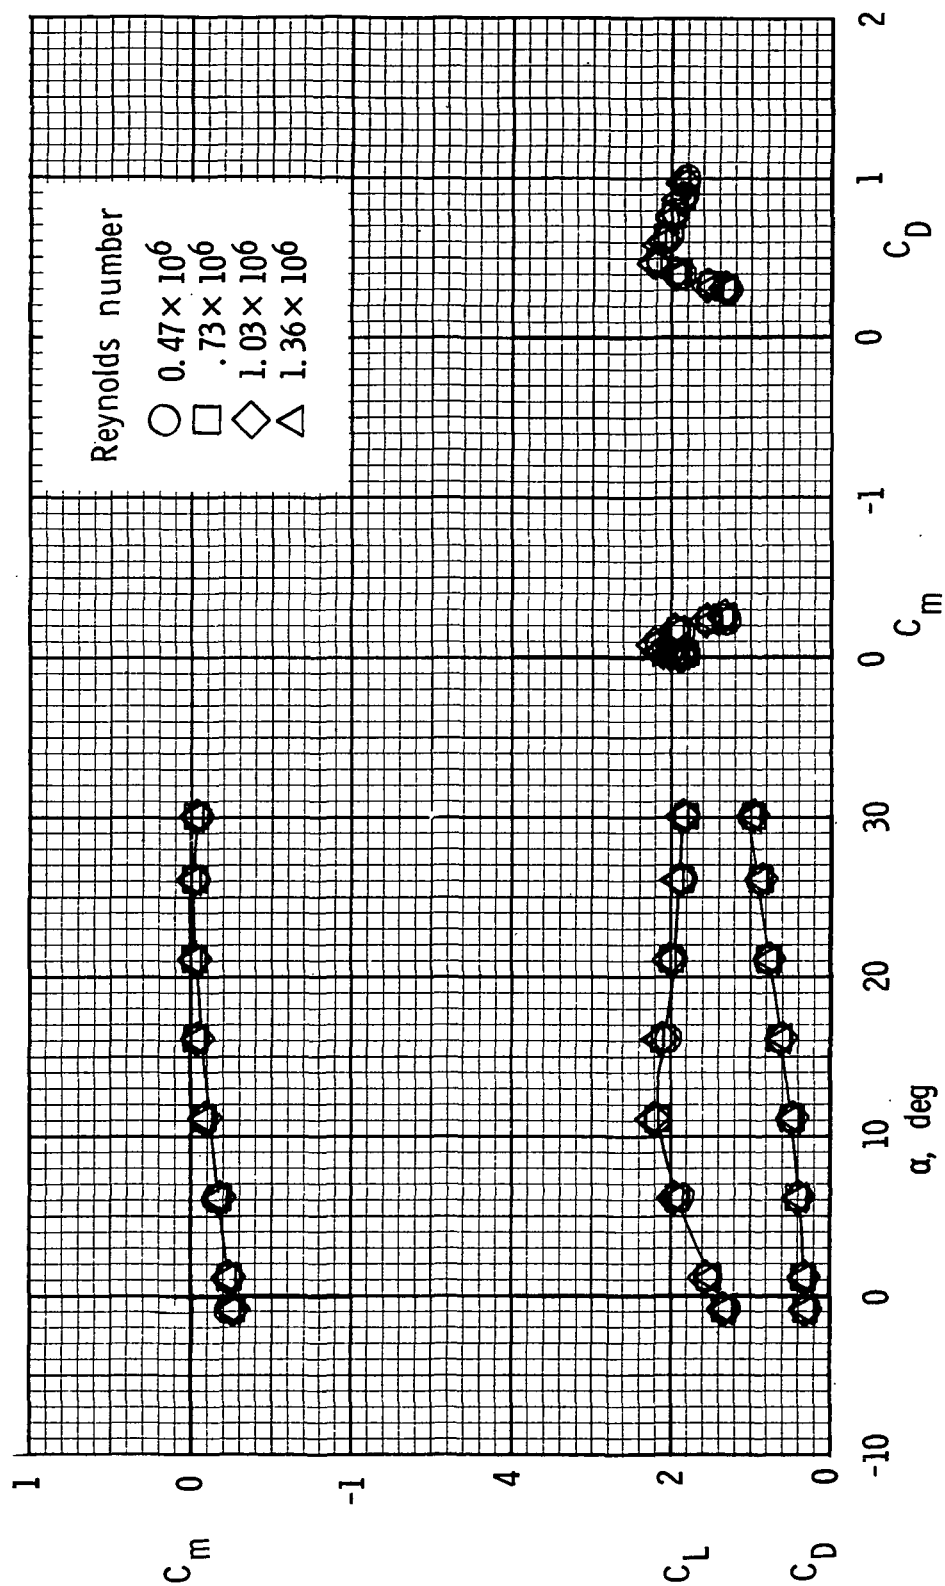 Reynolds number
0.47 × 10⁶
.73 × 10⁶
1.03 × 10⁶
1.36 × 10⁶
1
0
-1
4
2
0
C_m
C_L
C_D
-10 0 10 20 30
α, deg
0 -1
C_m
0 1 2
C_D